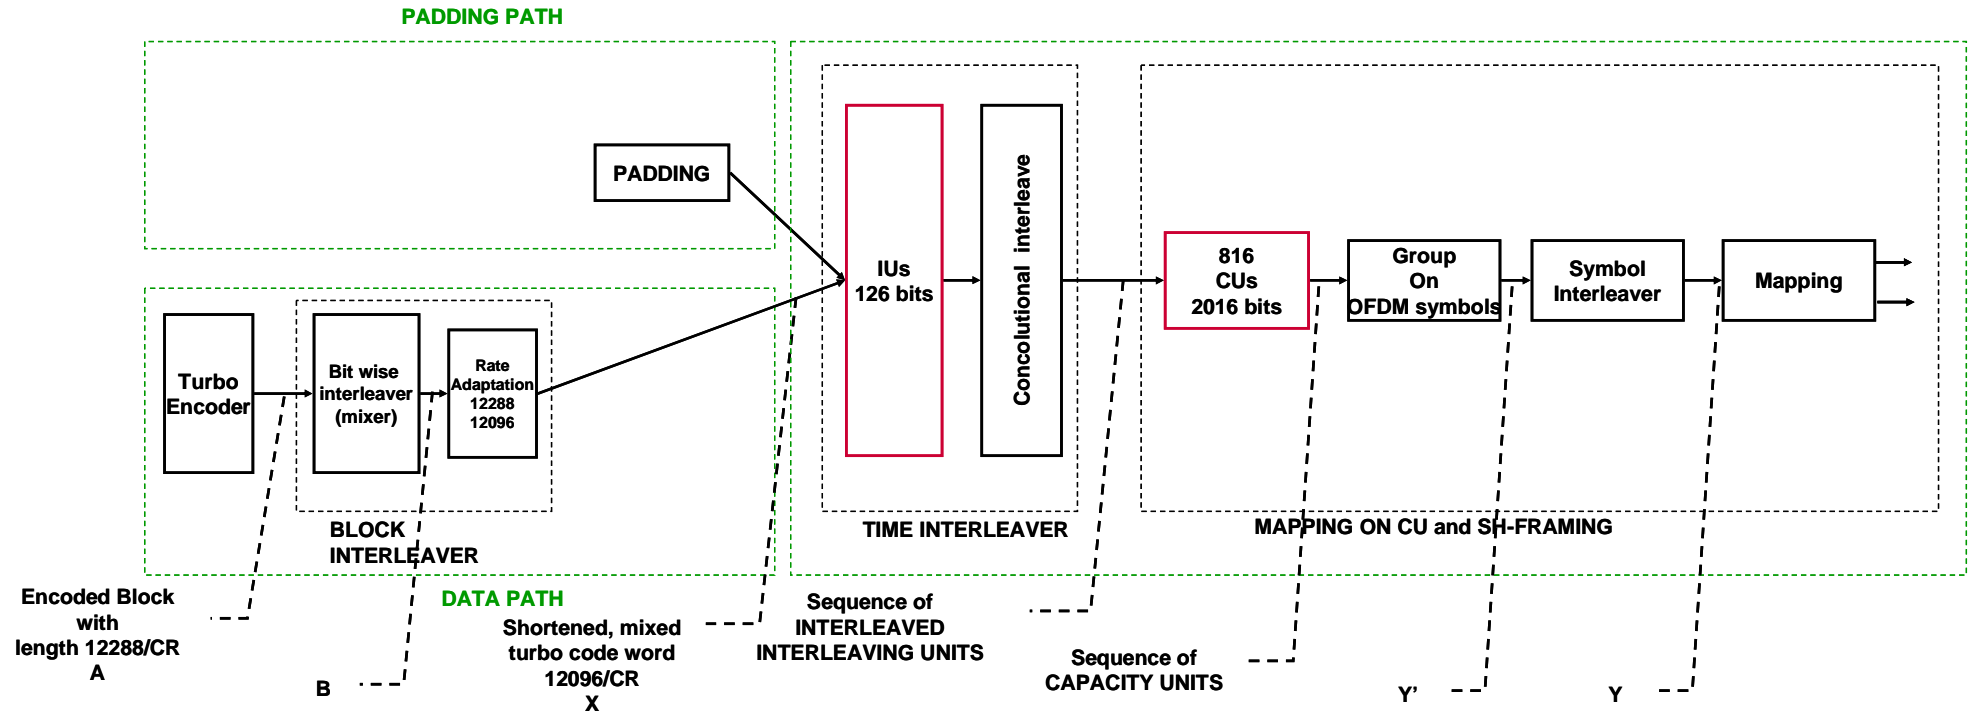 PADDING PATH
PADDING
Turbo
Encoder
Bit wise
interleaver
(mixer)
Rate
Adaptation
12288
12096
BLOCK
INTERLEAVER
DATA PATH
IUs
126 bits
Concolutional interleave
TIME INTERLEAVER
816
CUs
2016 bits
Group
On
OFDM symbols
Symbol
Interleaver
Mapping
MAPPING ON CU and SH-FRAMING
Encoded Block
with
length 12288/CR
A
B
Shortened, mixed
turbo code word
12096/CR
X
Sequence of
INTERLEAVED
INTERLEAVING UNITS
Sequence of
CAPACITY UNITS
Y’
Y